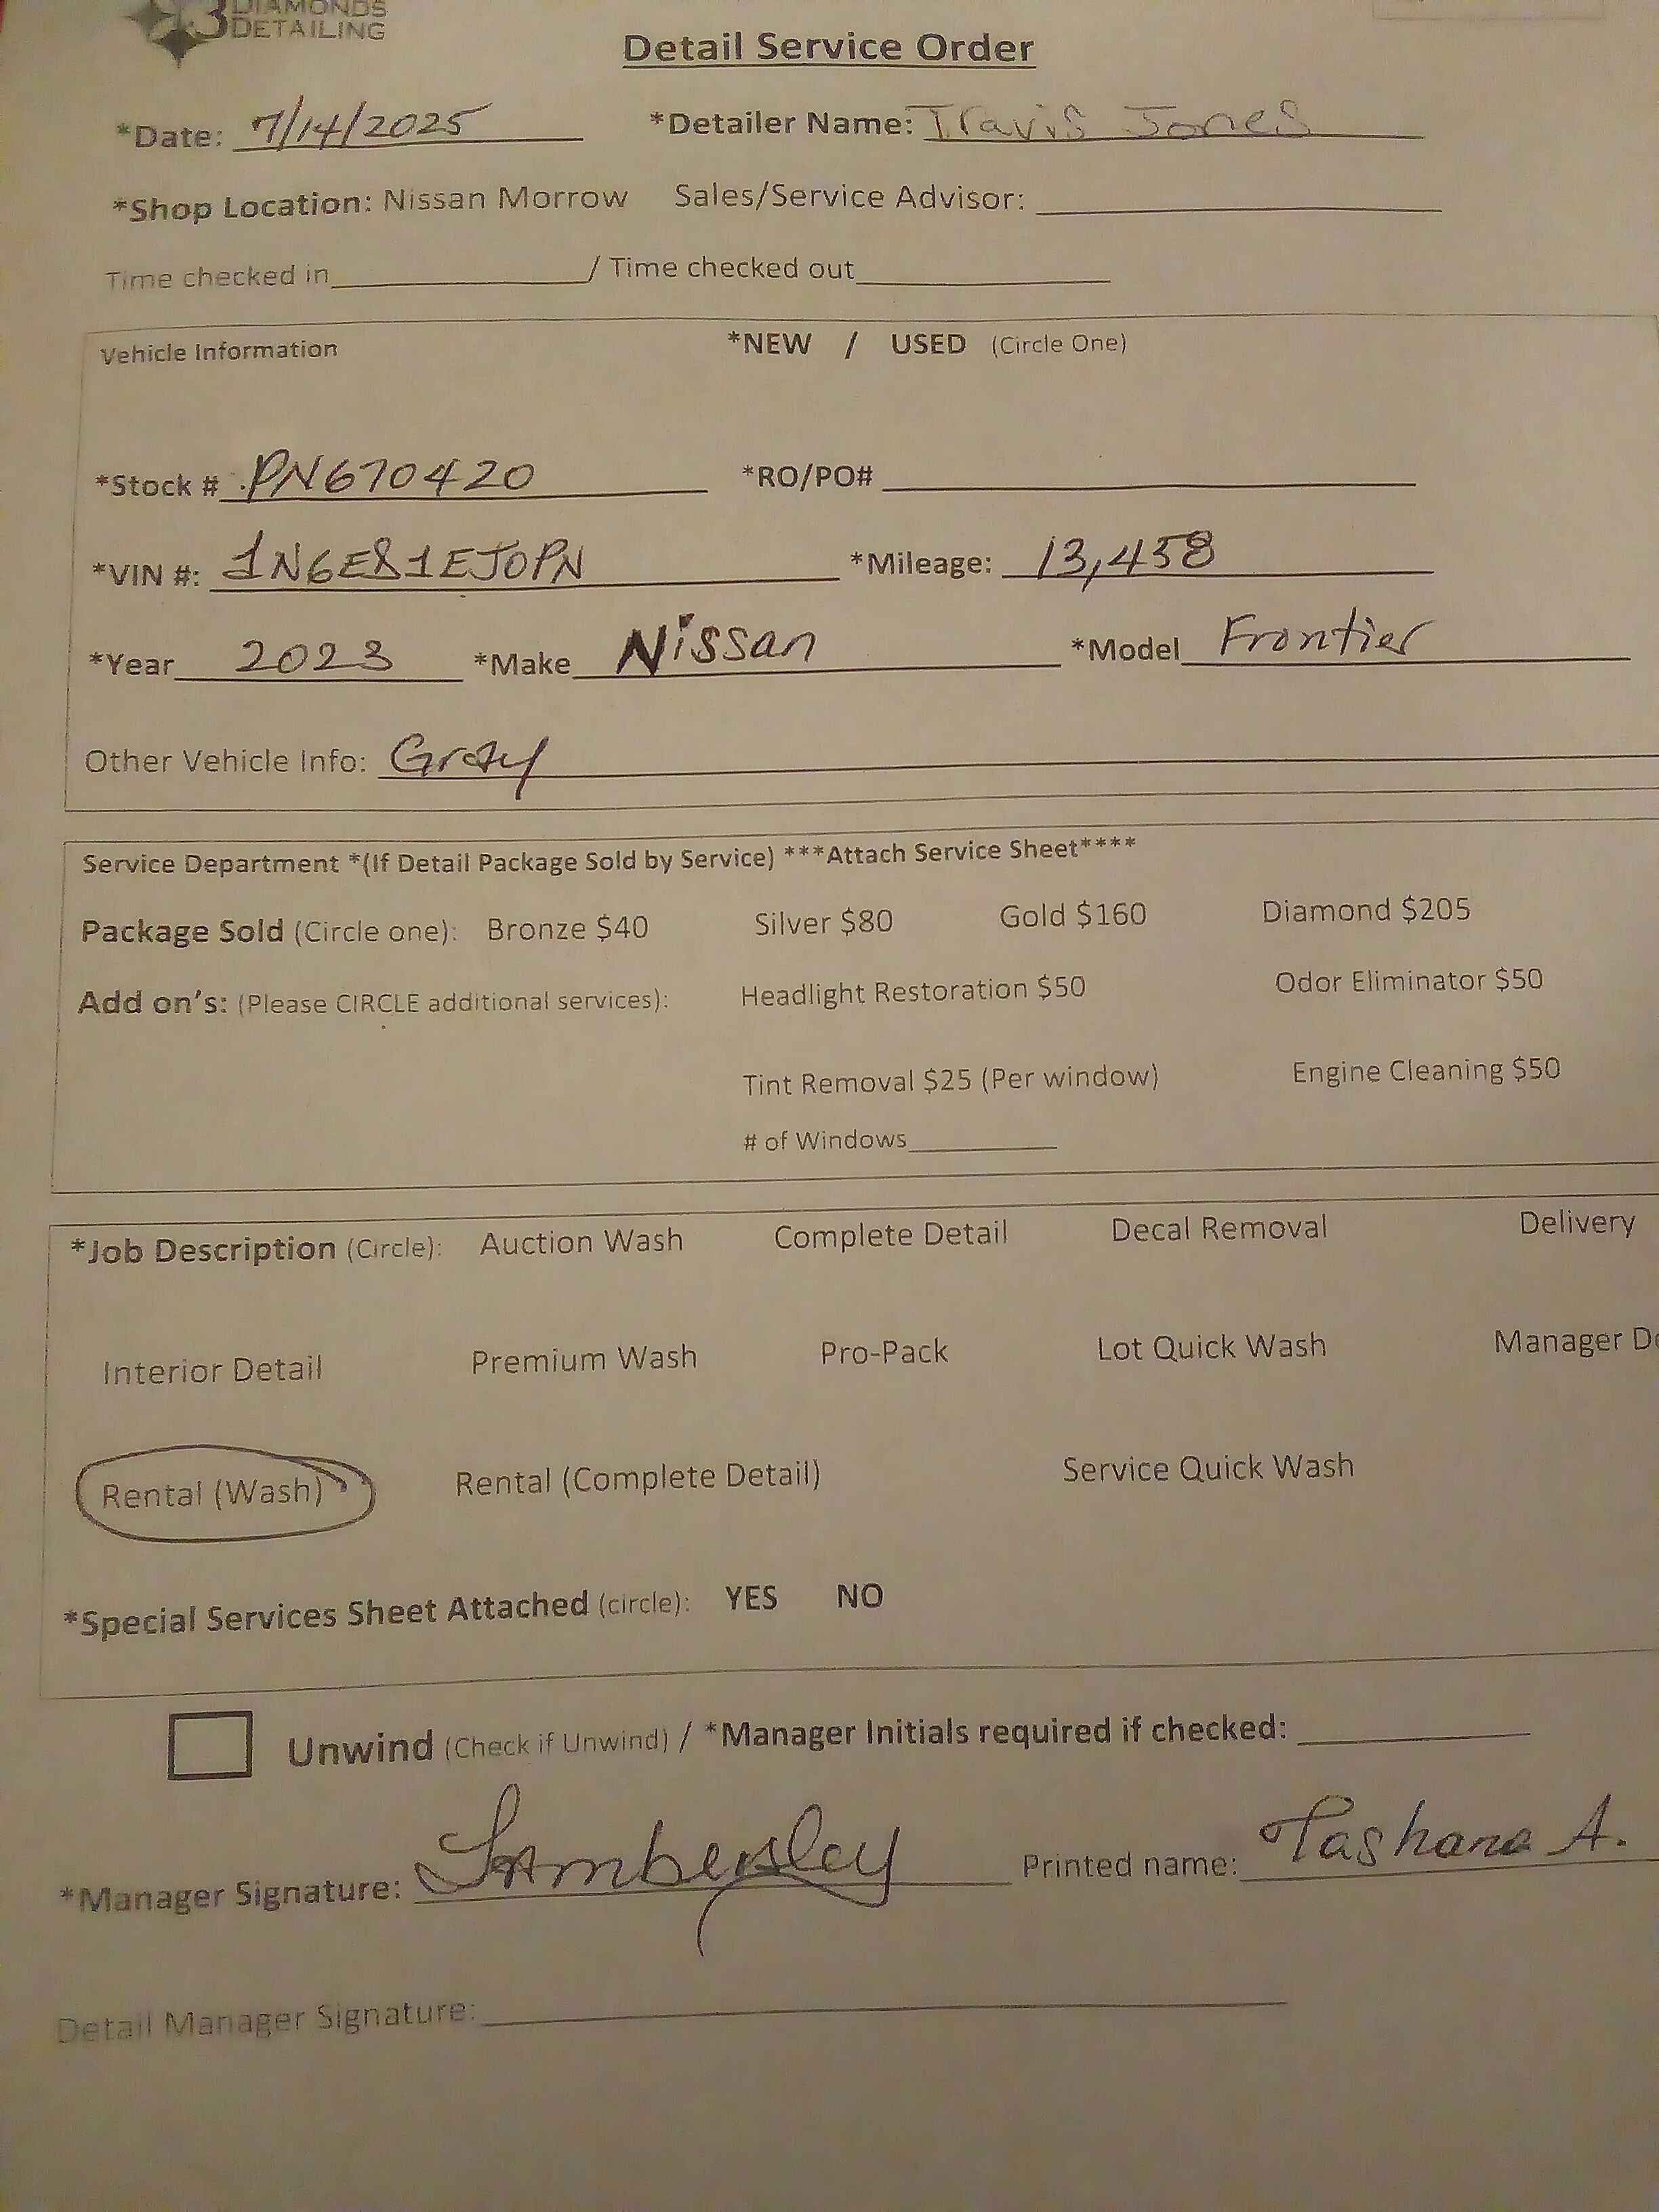 3 DIAMONDS
DETAILING
Detail Service Order
*Date: 7/14/2025 *Detailer Name: Travis Jones
*Shop Location: Nissan Morrow Sales/Service Advisor:
Time checked in / Time checked out
Vehicle Information *NEW / USED (Circle One)
*Stock # PN670420 *RO/PO#
*VIN #: 1N6E81EJ0PN *Mileage: 13,458
*Year 2023 *Make Nissan *Model Frontier
Other Vehicle Info: Gray
Service Department *(If Detail Package Sold by Service) ***Attach Service Sheet****
Package Sold (Circle one): Bronze $40 Silver $80 Gold $160 Diamond $205
Add on's: (Please CIRCLE additional services): Headlight Restoration $50 Odor Eliminator $50
Tint Removal $25 (Per window) Engine Cleaning $50
# of Windows
*Job Description (Circle): Auction Wash Complete Detail Decal Removal Delivery
Interior Detail Premium Wash Pro-Pack Lot Quick Wash Manager
Rental (Wash) Rental (Complete Detail) Service Quick Wash
*Special Services Sheet Attached (circle): YES NO
Unwind (Check if Unwind) / *Manager Initials required if checked:
*Manager Signature: Printed name: Tashana A.
Detail Manager Signature: